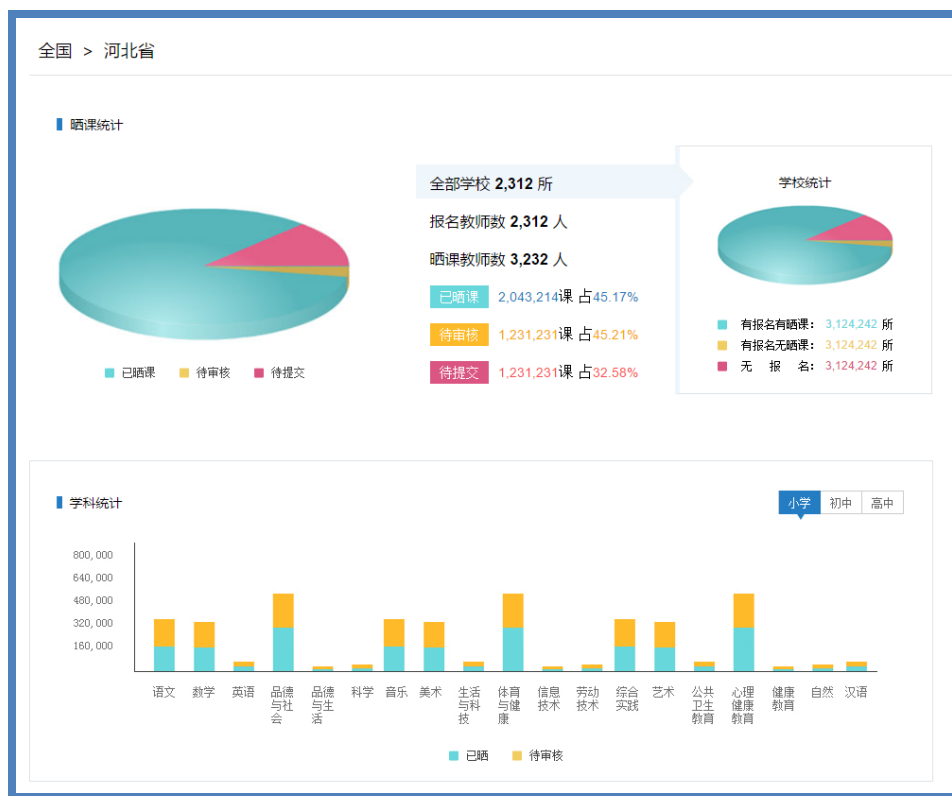 全国 > 河北省
晒课统计
全部学校 2,312 所
报名教师数 2,312 人
晒课教师数 3,232 人
已晒课 2,043,214课 占45.17%
待审核 1,231,231课 占45.21%
待提交 1,231,231课 占32.58%
已晒课 待审核 待提交
学校统计
有报名有晒课: 3,124,242 所
有报名无晒课: 3,124,242 所
无 报 名: 3,124,242 所
学科统计
小学 初中 高中
800,000
640,000
480,000
320,000
160,000
语文
数学
英语
品德
与社
会
品德
与生
活
科学
音乐
美术
生活
与科
技
体育
与健
康
信息
技术
劳动
技术
综合
实践
艺术
公共
卫生
教育
心理
健康
教育
健康
教育
自然
汉语
已晒 待审核